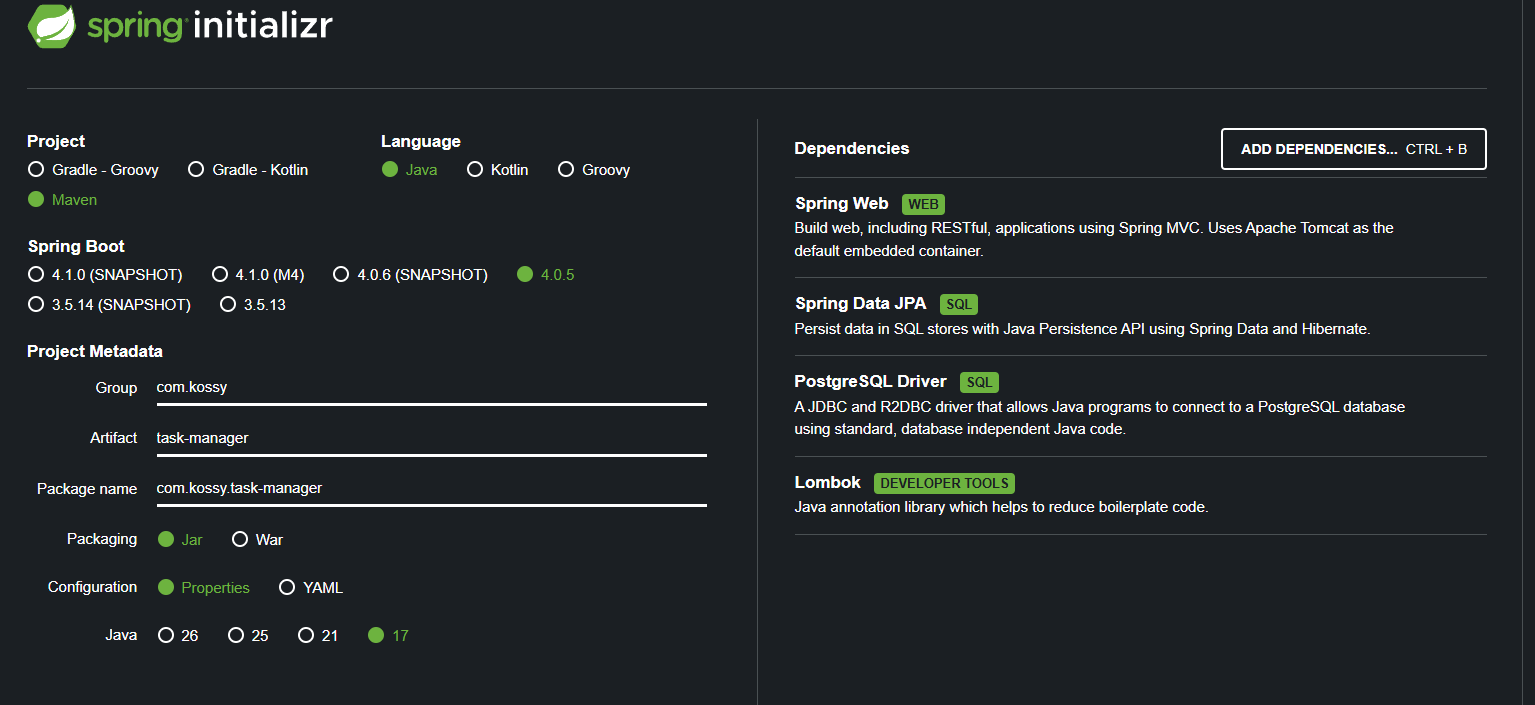 spring initializr
Project
Gradle - Groovy Gradle - Kotlin
Maven
Language
Java Kotlin Groovy
Spring Boot
4.1.0 (SNAPSHOT) 4.1.0 (M4) 4.0.6 (SNAPSHOT) 4.0.5
3.5.14 (SNAPSHOT) 3.5.13
Project Metadata
Group com.kossy
Artifact task-manager
Package name com.kossy.task-manager
Packaging Jar War
Configuration Properties YAML
Java 26 25 21 17
Dependencies ADD DEPENDENCIES... CTRL + B
Spring Web WEB
Build web, including RESTful, applications using Spring MVC. Uses Apache Tomcat as the
default embedded container.
Spring Data JPA SQL
Persist data in SQL stores with Java Persistence API using Spring Data and Hibernate.
PostgreSQL Driver SQL
A JDBC and R2DBC driver that allows Java programs to connect to a PostgreSQL database
using standard, database independent Java code.
Lombok DEVELOPER TOOLS
Java annotation library which helps to reduce boilerplate code.